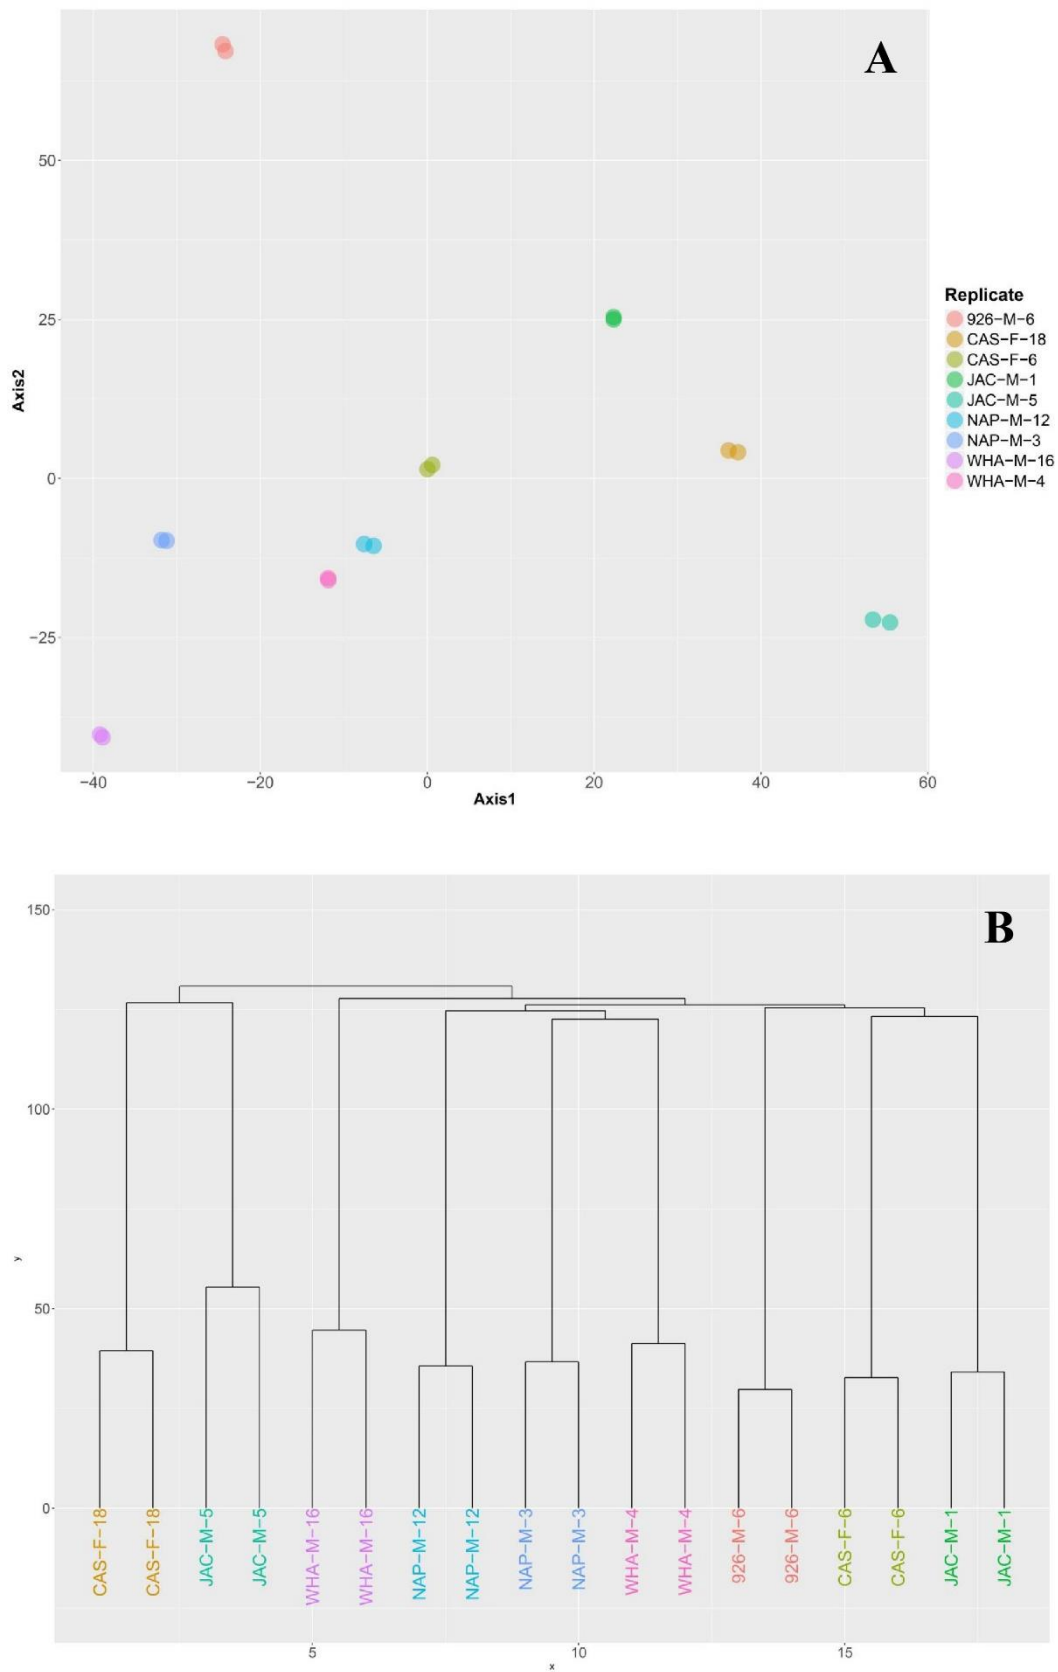 A
50
25
0
−25
Axis2
−40
−20
0
20
40
60
Axis1
Replicate
926−M−6
CAS−F−18
CAS−F−6
JAC−M−1
JAC−M−5
NAP−M−12
NAP−M−3
WHA−M−16
WHA−M−4
B
150
100
50
0
y
CAS−F−18
CAS−F−18
JAC−M−5
JAC−M−5
WHA−M−16
WHA−M−16
NAP−M−12
NAP−M−12
NAP−M−3
NAP−M−3
WHA−M−4
WHA−M−4
926−M−6
926−M−6
CAS−F−6
CAS−F−6
JAC−M−1
JAC−M−1
5
10
15
x